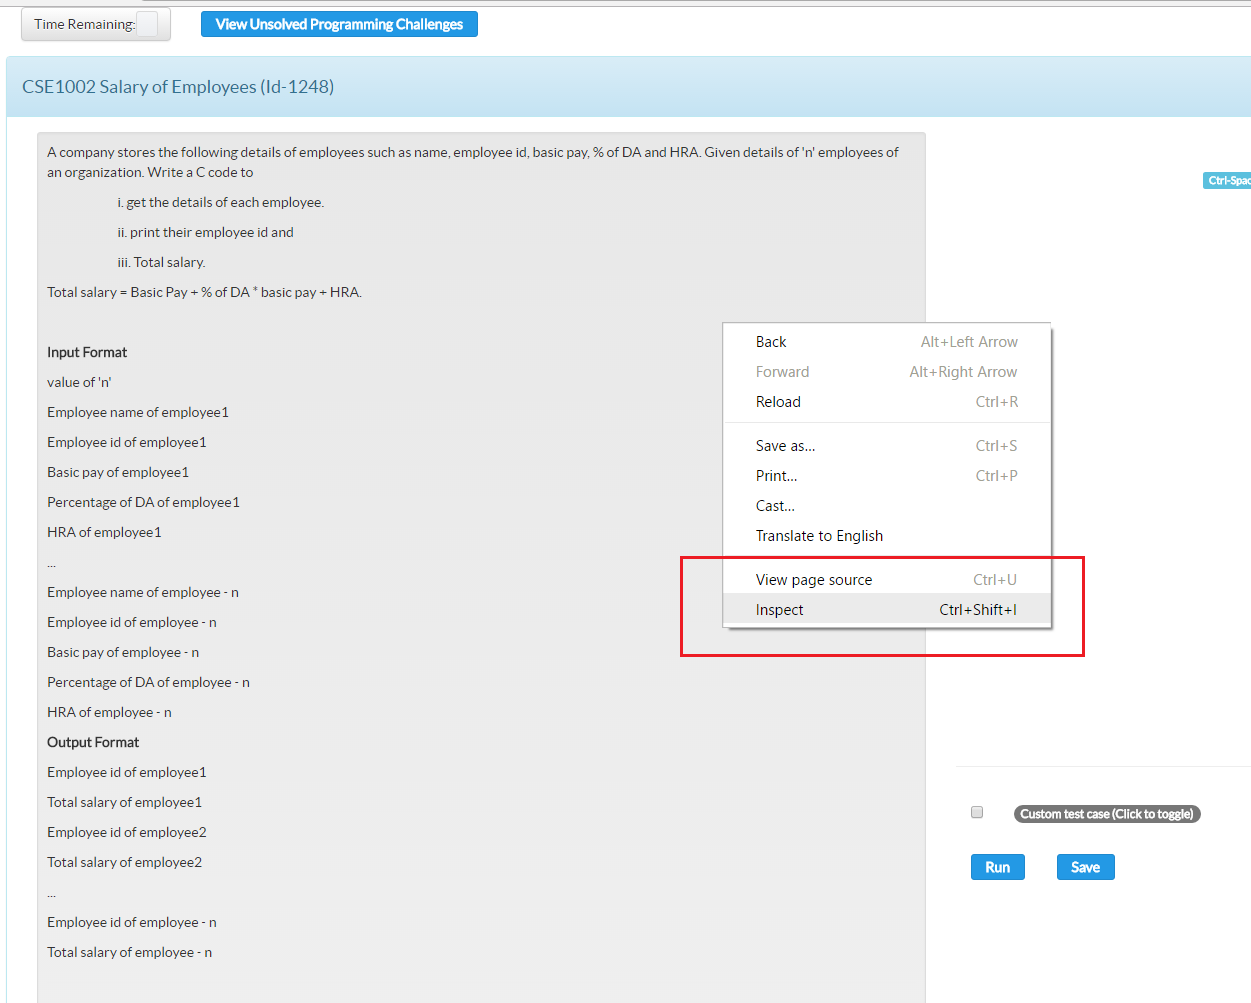 Time Remaining:
View Unsolved Programming Challenges
CSE1002 Salary of Employees (Id-1248)
A company stores the following details of employees such as name, employee id, basic pay, % of DA and HRA. Given details of 'n' employees of
an organization. Write a C code to
i. get the details of each employee.
ii. print their employee id and
iii. Total salary.
Total salary = Basic Pay + % of DA * basic pay + HRA.
Input Format
value of 'n'
Employee name of employee1
Employee id of employee1
Basic pay of employee1
Percentage of DA of employee1
HRA of employee1
...
Employee name of employee - n
Employee id of employee - n
Basic pay of employee - n
Percentage of DA of employee - n
HRA of employee - n
Output Format
Employee id of employee1
Total salary of employee1
Employee id of employee2
Total salary of employee2
...
Employee id of employee - n
Total salary of employee - n
Back Alt+Left Arrow
Forward Alt+Right Arrow
Reload Ctrl+R
Save as... Ctrl+S
Print... Ctrl+P
Cast...
Translate to English
View page source Ctrl+U
Inspect Ctrl+Shift+I
Ctrl-Spac
Custom test case (Click to toggle)
Run Save